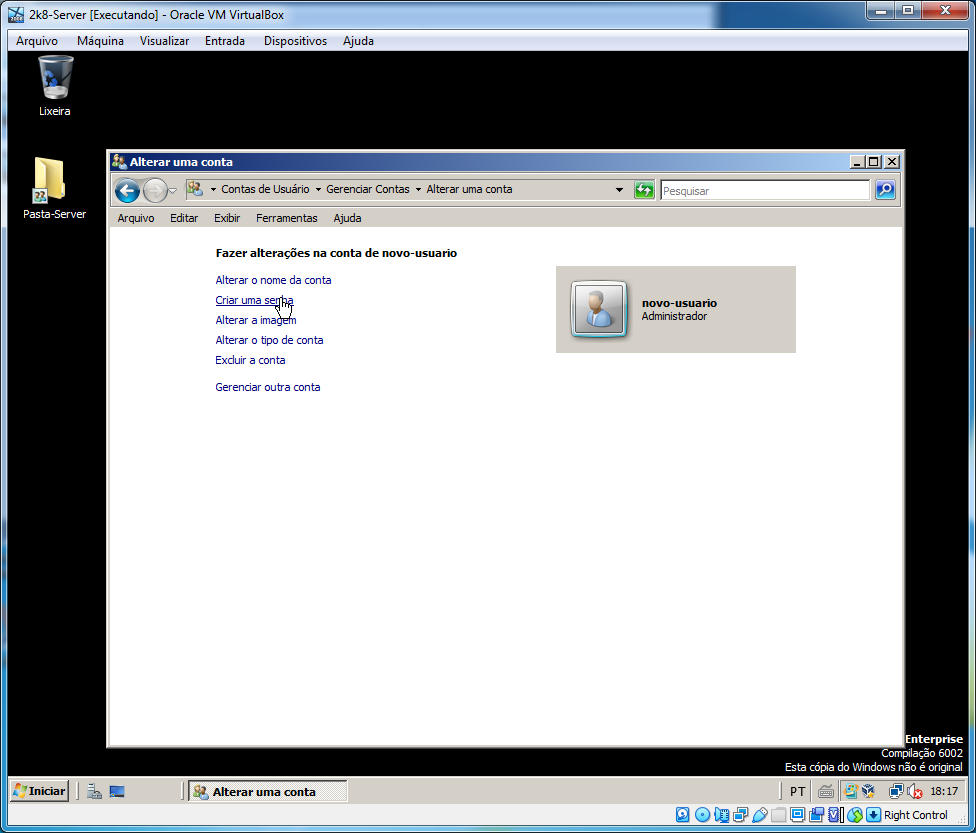 2k8-Server [Executando] - Oracle VM VirtualBox
Arquivo Máquina Visualizar Entrada Dispositivos Ajuda
Lixeira
Pasta-Server
Alterar uma conta
Contas de Usuário Gerenciar Contas Alterar uma conta
Pesquisar
Arquivo Editar Exibir Ferramentas Ajuda
Fazer alterações na conta de novo-usuario
Alterar o nome da conta
Criar uma senha
Alterar a imagem
Alterar o tipo de conta
Excluir a conta
Gerenciar outra conta
novo-usuario
Administrador
Enterprise
Compilação 6002
Esta cópia do Windows não é original
Iniciar
Alterar uma conta
PT
18:17
Right Control